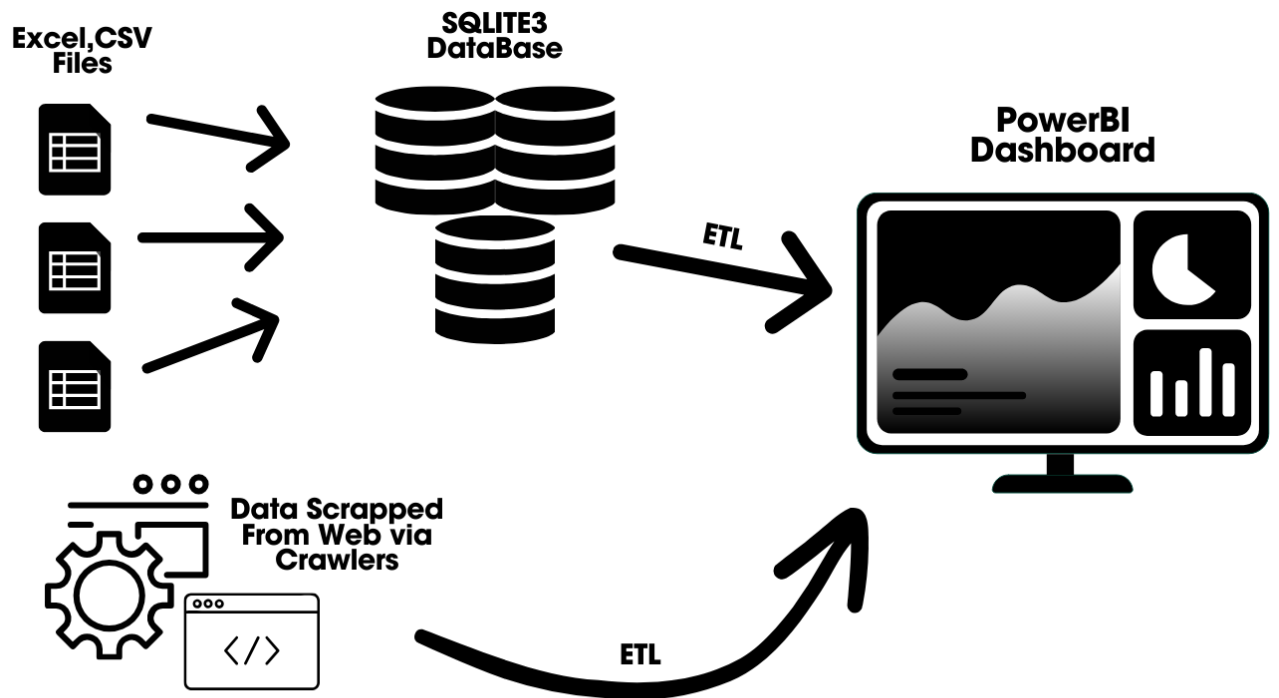 Excel,CSV
Files
SQLITE3
DataBase
PowerBI
Dashboard
ETL
Data Scrapped
From Web via
Crawlers
</>
ETL